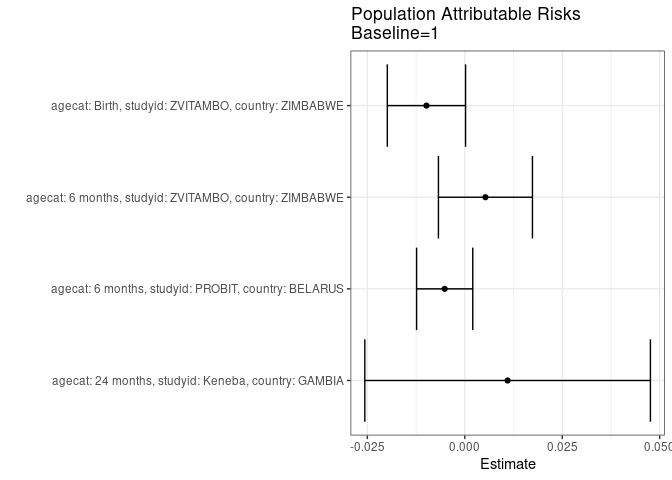 Population Attributable Risks
Baseline=1
agecat: Birth, studyid: ZVITAMBO, country: ZIMBABWE
agecat: 6 months, studyid: ZVITAMBO, country: ZIMBABWE
agecat: 6 months, studyid: PROBIT, country: BELARUS
agecat: 24 months, studyid: Keneba, country: GAMBIA
-0.025 0.000 0.025 0.050
Estimate